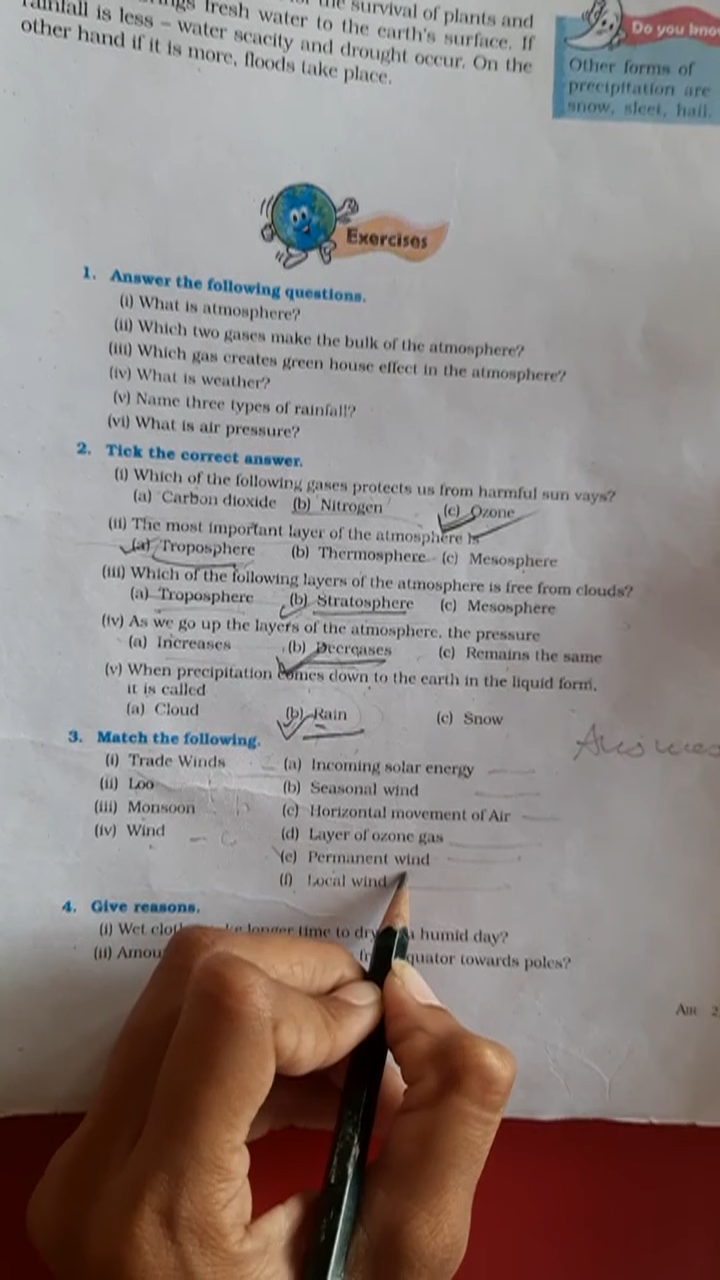 the survival of plants and
fresh water to the earth's surface. If
rainfall is less – water scacity and drought occur. On the
other hand if it is more, floods take place.
Do you
Other forms of
precipitation are
snow, sleet, hail.
Exercises
1. Answer the following questions.
(i) What is atmosphere?
(ii) Which two gases make the bulk of the atmosphere?
(iii) Which gas creates green house effect in the atmosphere?
(iv) What is weather?
(v) Name three types of rainfall?
(vi) What is air pressure?
2. Tick the correct answer.
(i) Which of the following gases protects us from harmful sun vays?
(a) Carbon dioxide (b) Nitrogen (c) Ozone
(ii) The most important layer of the atmosphere is
(a) Troposphere (b) Thermosphere (c) Mesosphere
(iii) Which of the following layers of the atmosphere is free from clouds?
(a) Troposphere (b) Stratosphere (c) Mesosphere
(iv) As we go up the layers of the atmosphere, the pressure
(a) Increases (b) Decreases (c) Remains the same
(v) When precipitation comes down to the earth in the liquid form,
it is called
(a) Cloud (b) Rain (c) Snow
3. Match the following.
(i) Trade Winds (a) Incoming solar energy
(ii) Loo (b) Seasonal wind
(iii) Monsoon (c) Horizontal movement of Air
(iv) Wind (d) Layer of ozone gas
(e) Permanent wind
(f) Local wind
4. Give reasons.
(i) Wet longer time to dry a humid day?
(ii) quator towards poles?
AIR 2